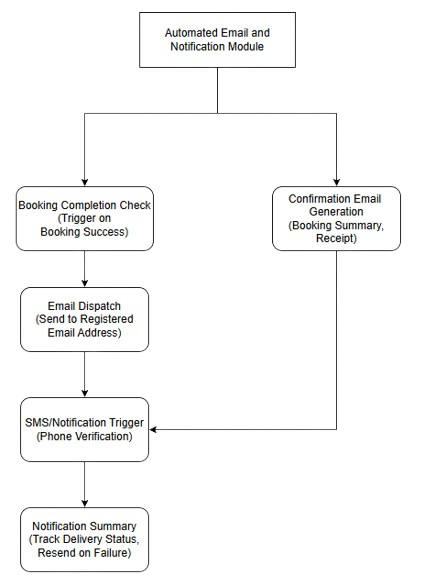 Automated Email and
Notification Module
Booking Completion Check
(Trigger on
Booking Success)
Confirmation Email
Generation
(Booking Summary,
Receipt)
Email Dispatch
(Send to Registered
Email Address)
SMS/Notification Trigger
(Phone Verification)
Notification Summary
(Track Delivery Status,
Resend on Failure)